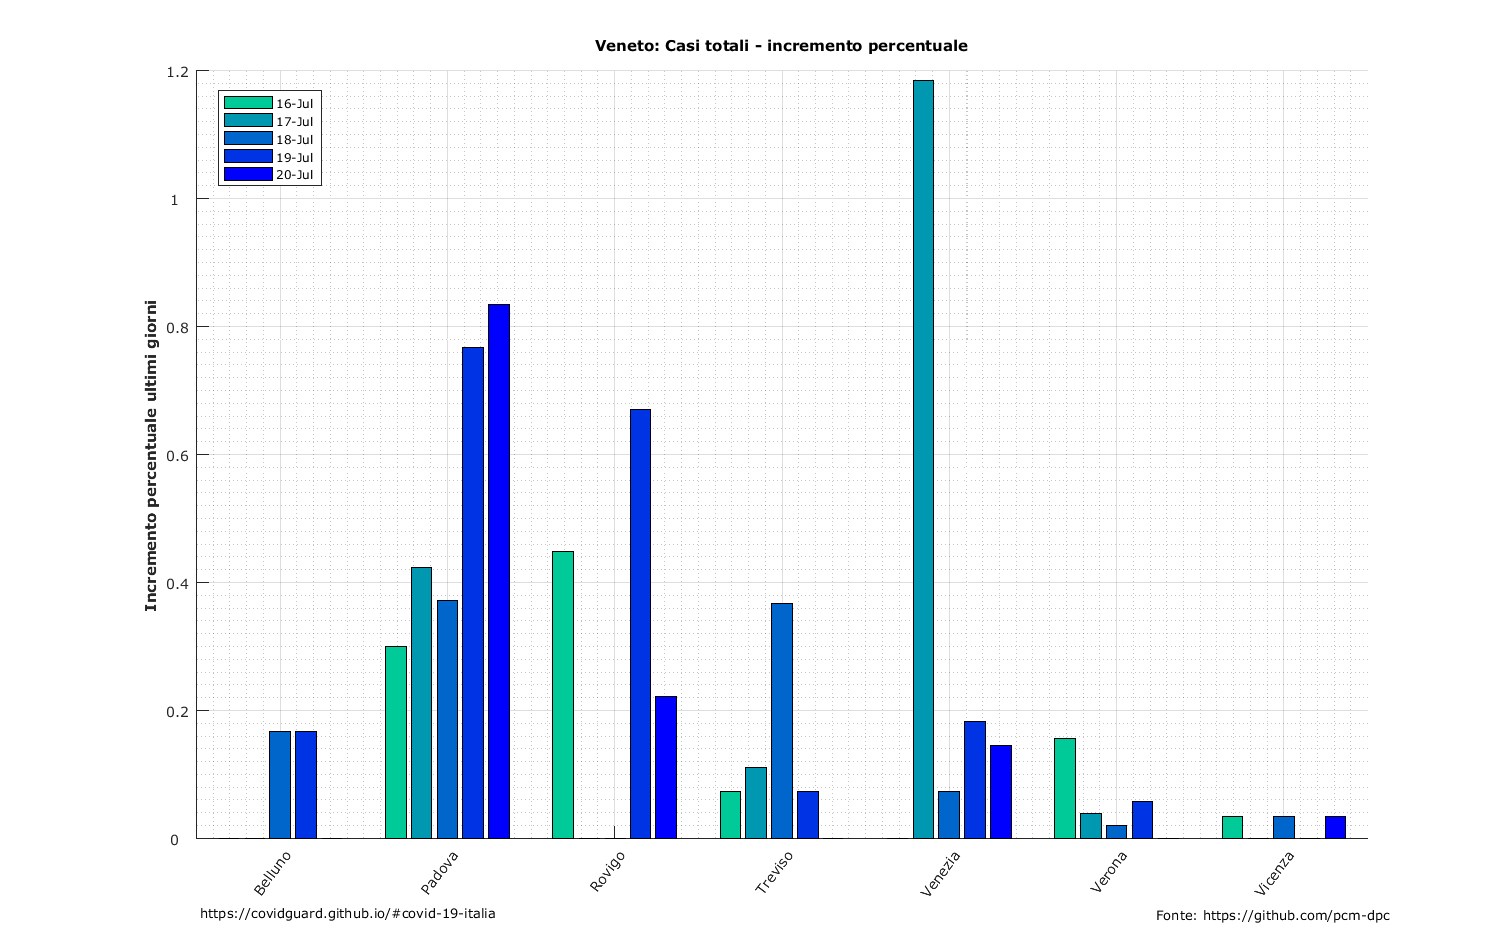 Veneto: Casi totali - incremento percentuale
Incremento percentuale ultimi giorni
1.2
1
0.8
0.6
0.4
0.2
0
16-Jul
17-Jul
18-Jul
19-Jul
20-Jul
Belluno
Padova
Rovigo
Treviso
Venezia
Verona
Vicenza
https://covidguard.github.io/#covid-19-italia
Fonte: https://github.com/pcm-dpc